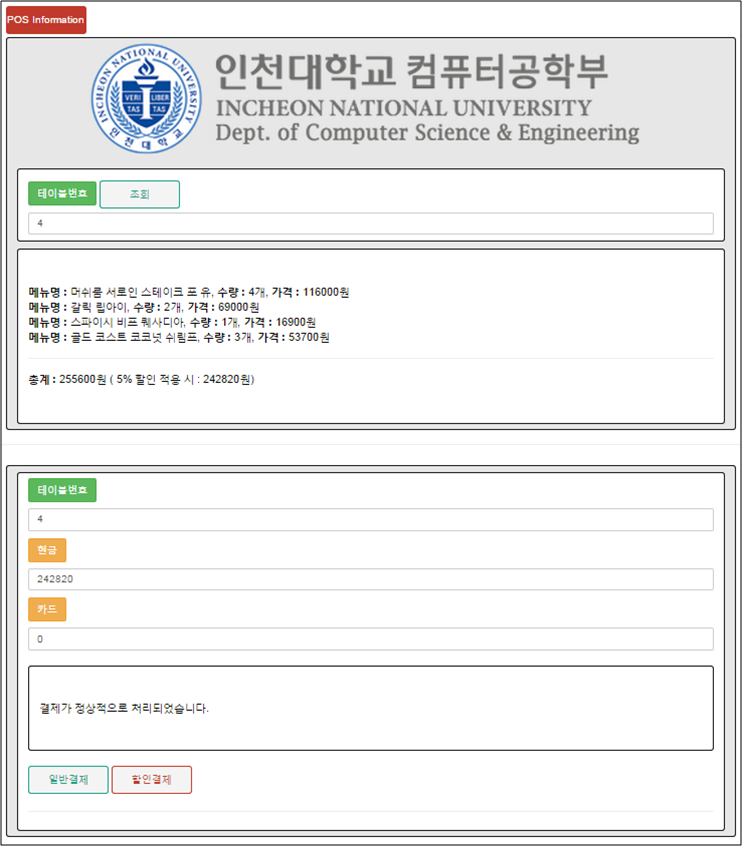 POS Information
INCHEON NATIONAL UNIVERSITY
VERI LIBER
TAS TAS
인천대학교
인천대학교 컴퓨터공학부
INCHEON NATIONAL UNIVERSITY
Dept. of Computer Science & Engineering
테이블번호 조회
4
메뉴명 : 머쉬룸 서로인 스테이크 포 유, 수량 : 4개, 가격 : 116000원
메뉴명 : 갈릭 립아이, 수량 : 2개, 가격 : 69000원
메뉴명 : 스파이시 비프 퀘사디아, 수량 : 1개, 가격 : 16900원
메뉴명 : 골드 코스트 코코넛 쉬림프, 수량 : 3개, 가격 : 53700원
총계 : 255600원 ( 5% 할인 적용 시 : 242820원)
테이블번호
4
현금
242820
카드
0
결제가 정상적으로 처리되었습니다.
일반결제 할인결제